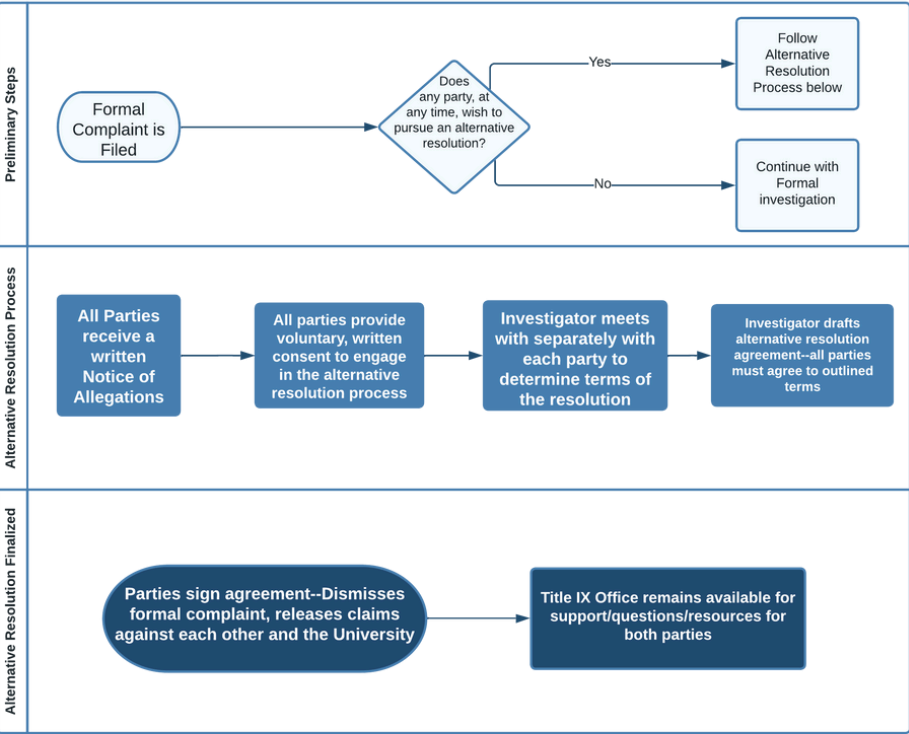 Preliminary Steps
Formal
Complaint is
Filed
Does
any party, at
any time, wish to
pursue an alternative
resolution?
Yes
Follow
Alternative
Resolution
Process below
No
Continue with
Formal
investigation
Alternative Resolution Process
All Parties
receive a
written
Notice of
Allegations
All parties provide
voluntary, written
consent to engage
in the alternative
resolution process
Investigator meets
with separately with
each party to
determine terms of
the resolution
Investigator drafts
alternative resolution
agreement--all parties
must agree to outlined
terms
Alternative Resolution Finalized
Parties sign agreement--Dismisses
formal complaint, releases claims
against each other and the University
Title IX Office remains available for
support/questions/resources for
both parties